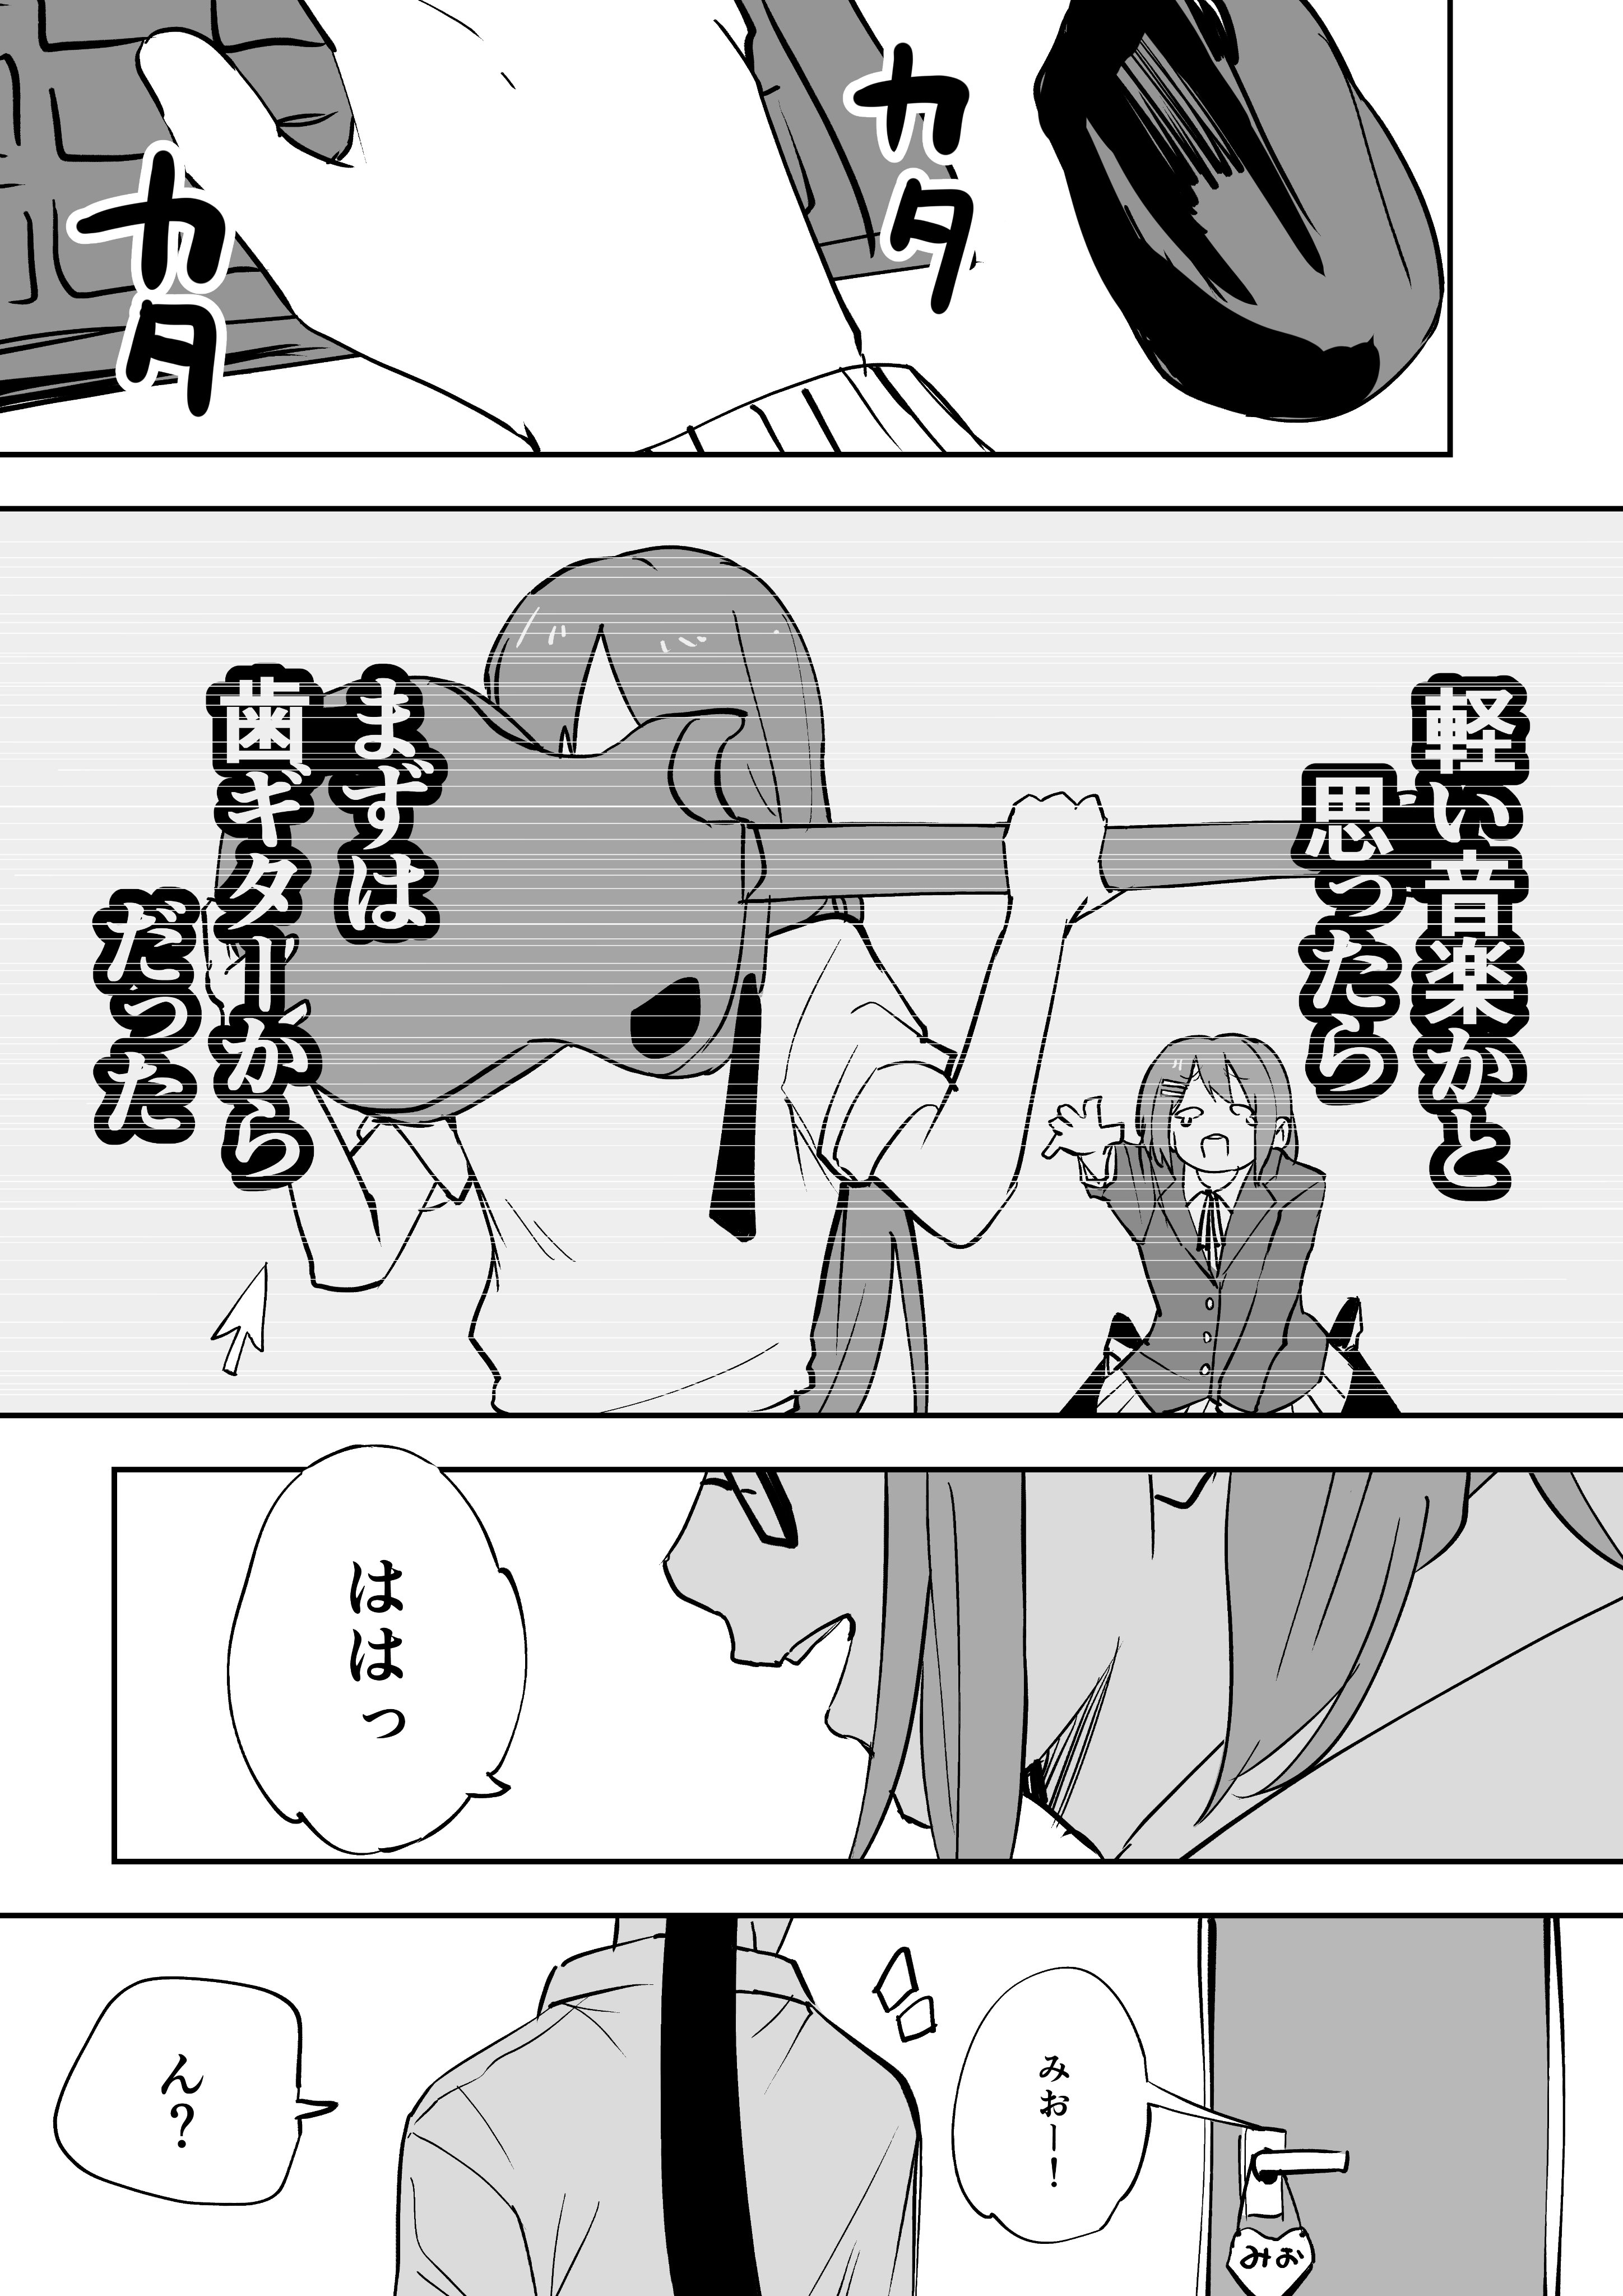 カタ
カタ
軽い音楽かと
思ったら
まずは
歯ギターから
だった
ははっ
みおー!
みお
ん?